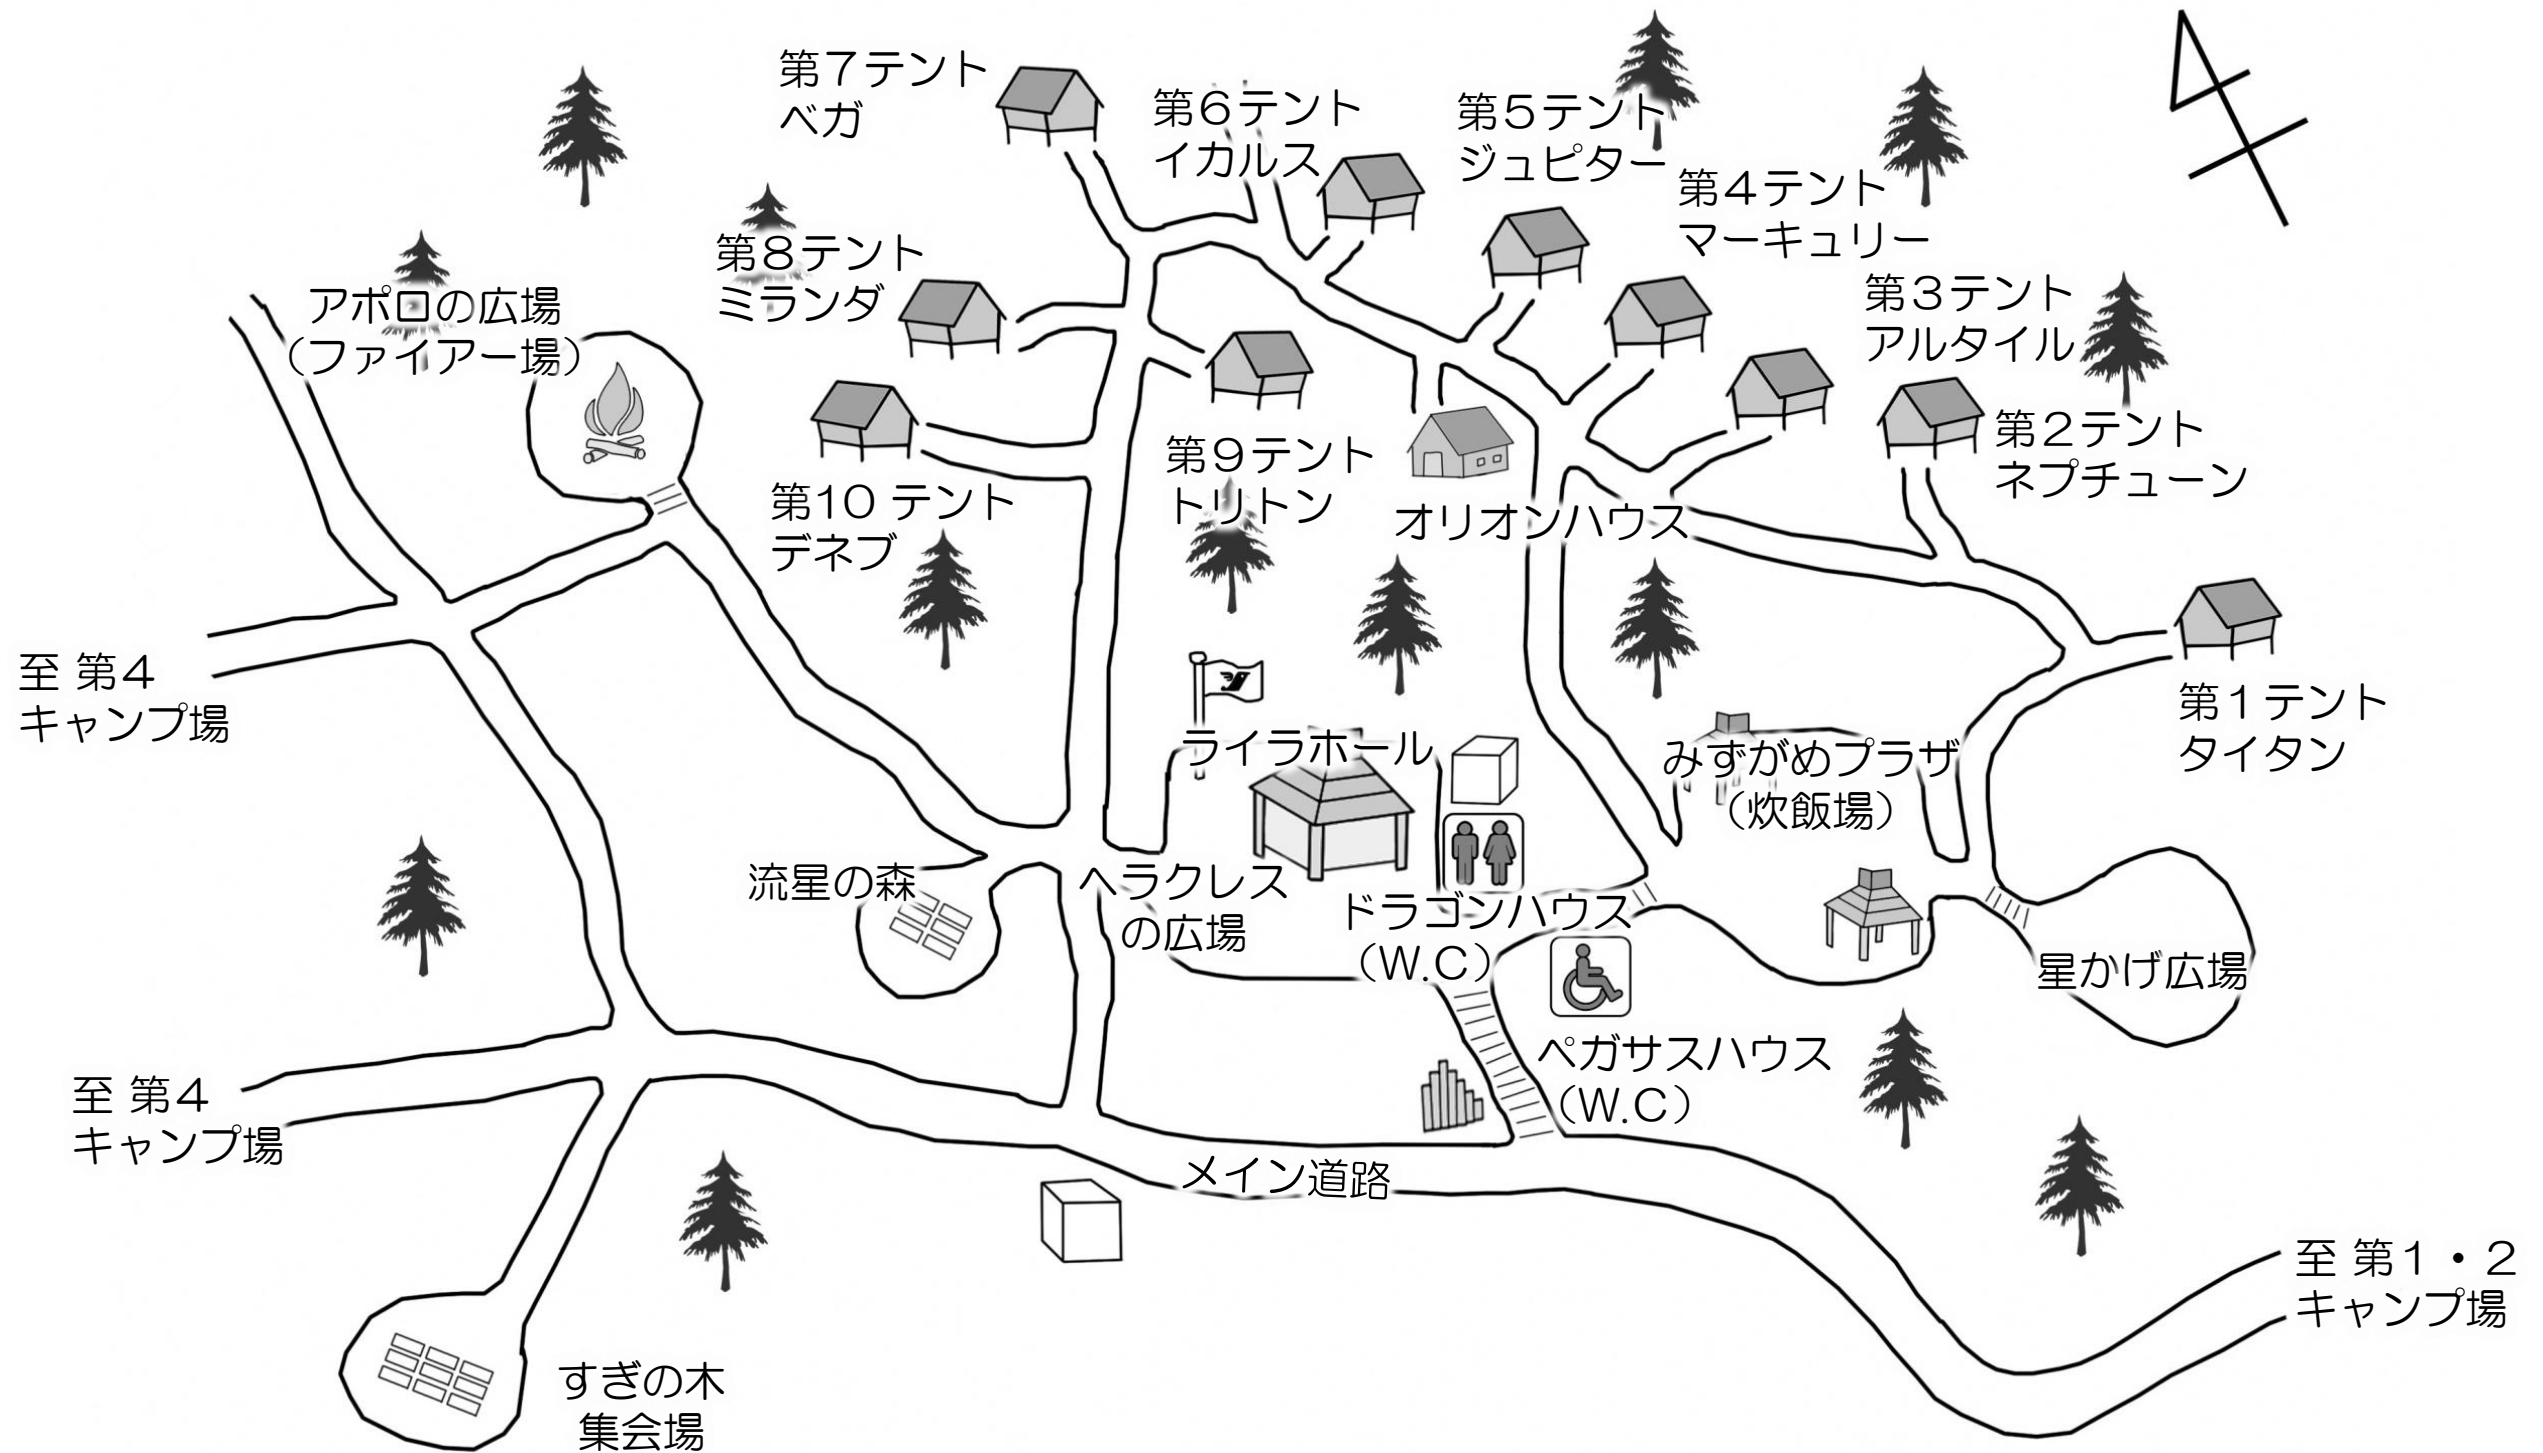 第7テント
ベガ
第6テント
イカルス
第5テント
ジュピター
第4テント
マーキュリー
第8テント
ミランダ
第3テント
アルタイル
アポロの広場
（ファイアー場）
第2テント
ネプチューン
第9テント
トリトン
第10 テント
デネブ
オリオンハウス
至 第4
キャンプ場
第1テント
タイタン
ライラホール
みずがめプラザ
（炊飯場）
流星の森
ヘラクレス
の広場
ドラゴンハウス
（W.C）
星かげ広場
ペガサスハウス
（W.C）
至 第4
キャンプ場
メイン道路
至 第1・2
キャンプ場
すぎの木
集会場